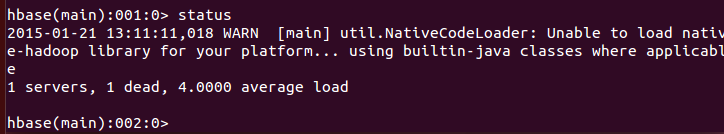 hbase(main):001:0> status
2015-01-21 13:11:11,018 WARN  [main] util.NativeCodeLoader: Unable to load nativ
e-hadoop library for your platform... using builtin-java classes where applicabl
e
1 servers, 1 dead, 4.0000 average load
hbase(main):002:0>